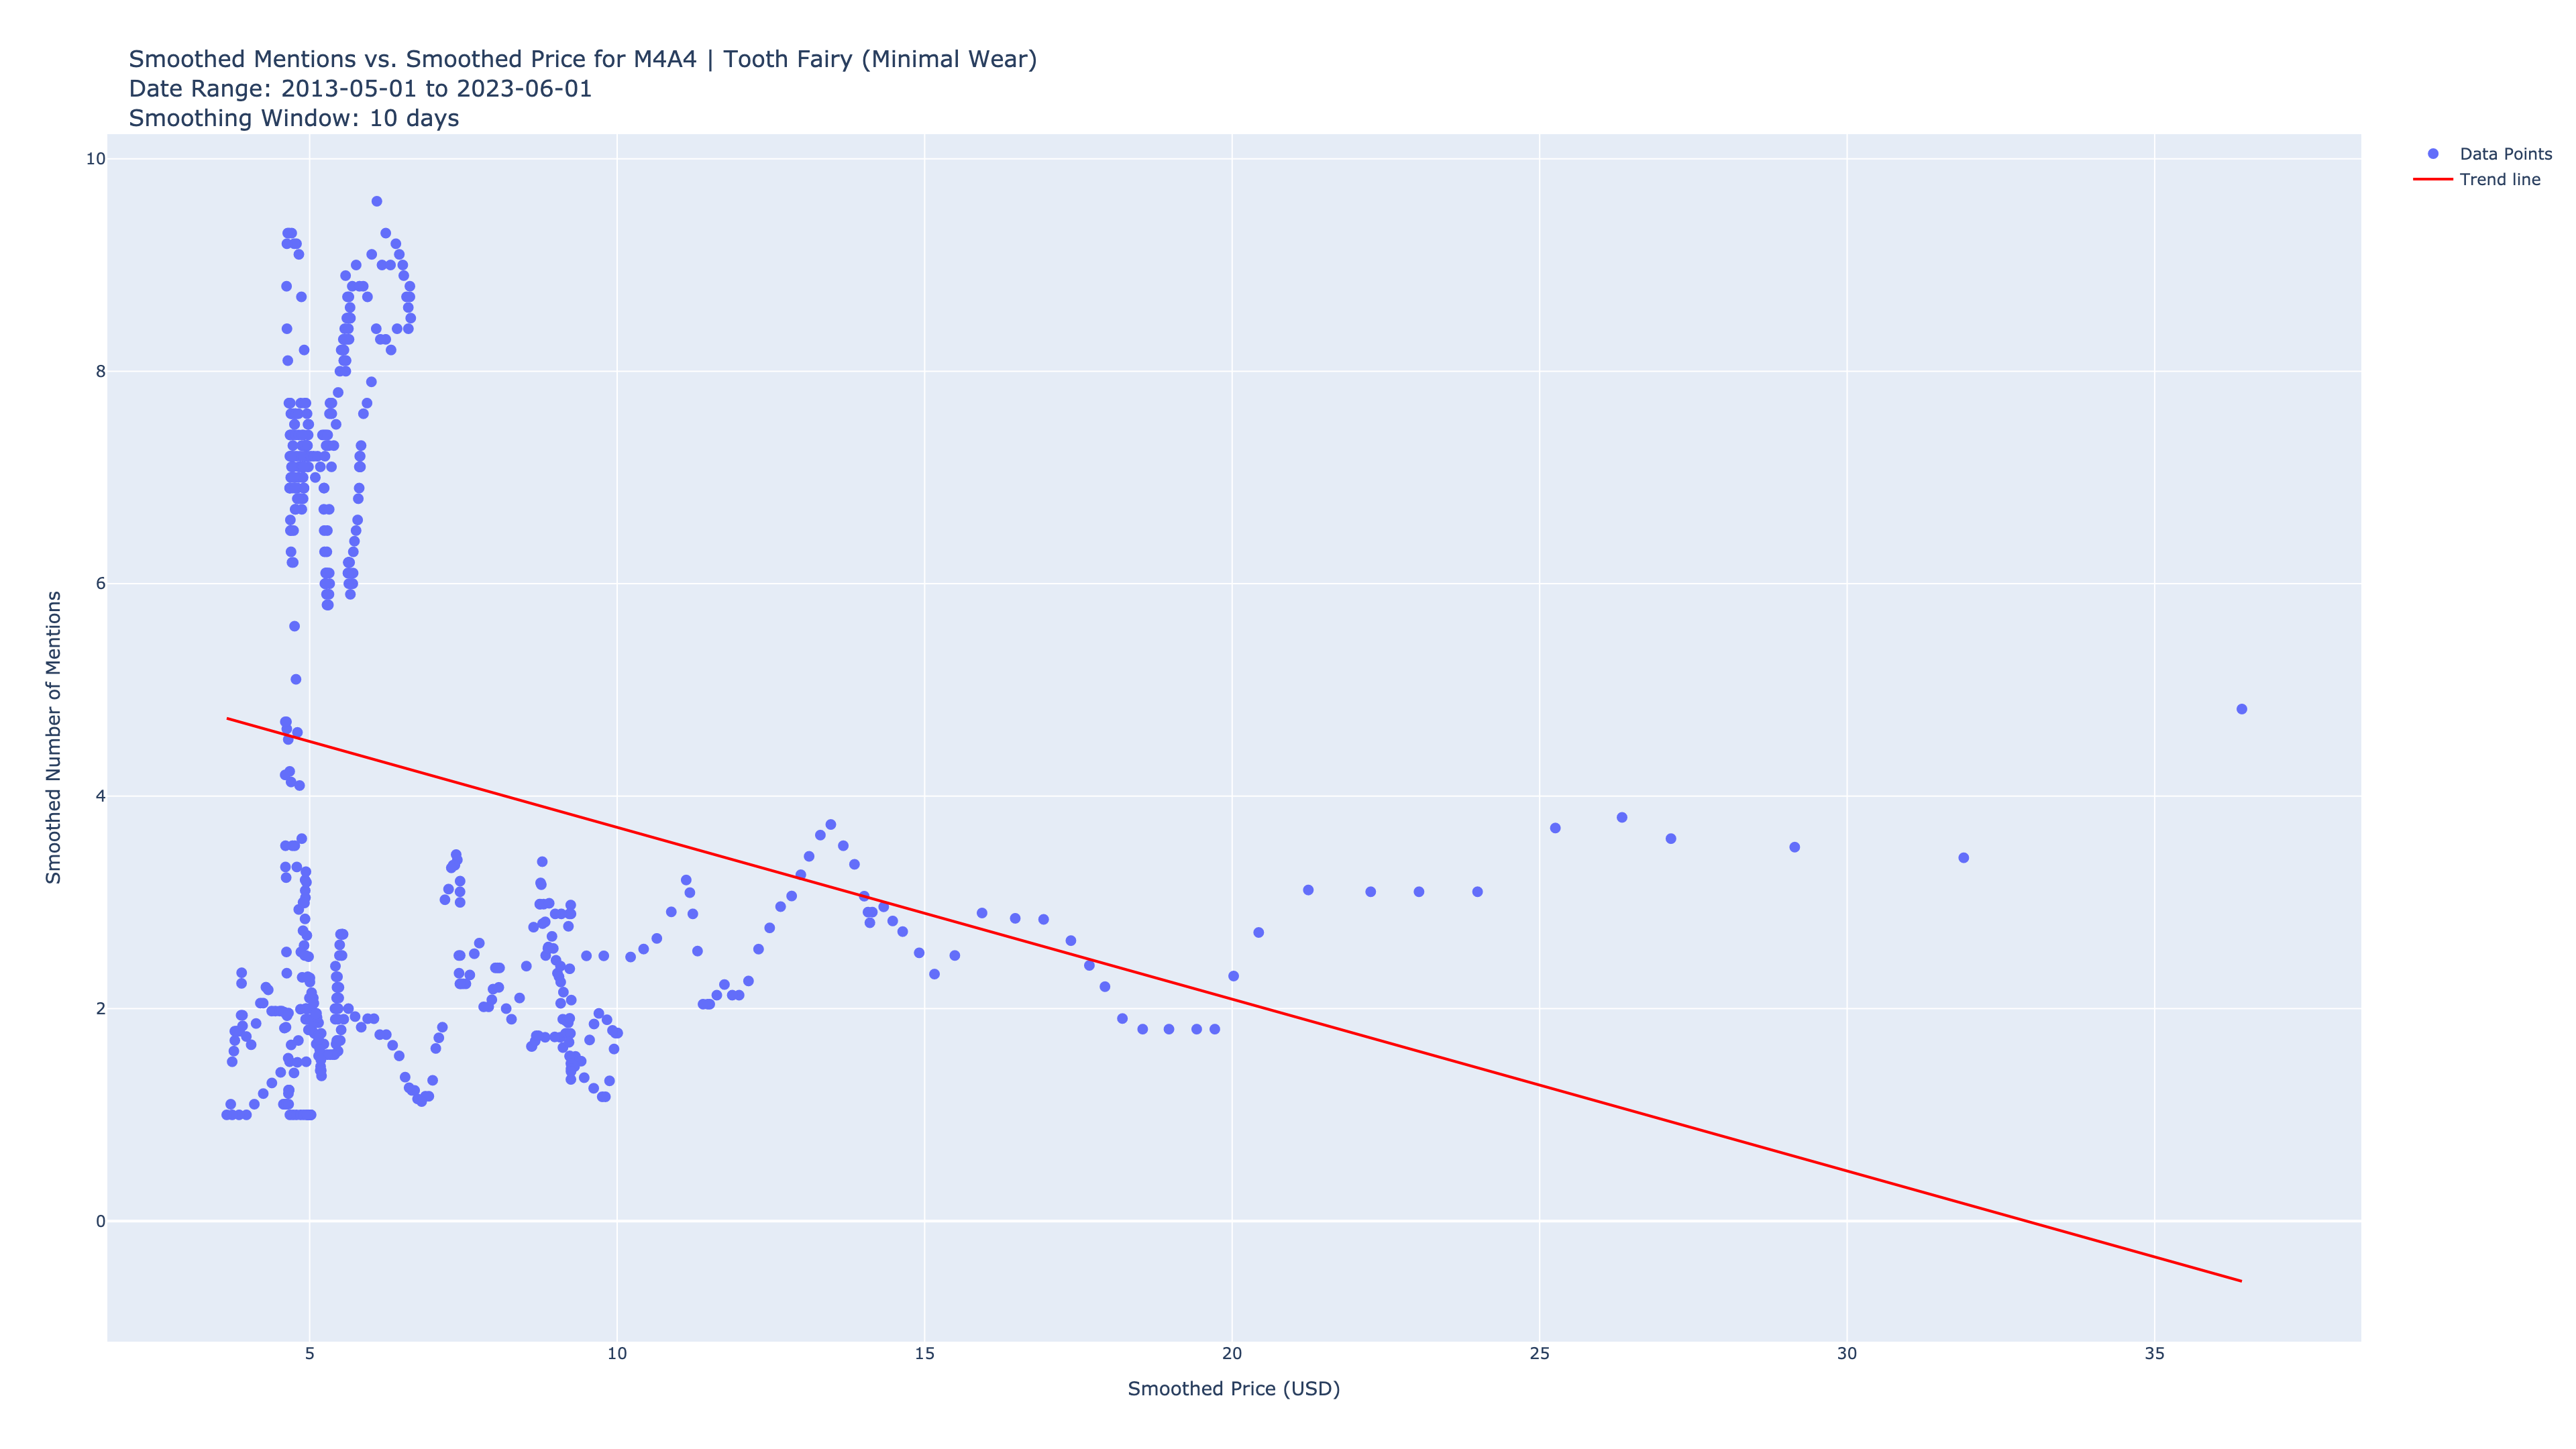 Smoothed Mentions vs. Smoothed Price for M4A4 | Tooth Fairy (Minimal Wear)
Date Range: 2013-05-01 to 2023-06-01
Smoothing Window: 10 days
Data Points
Trend line
10
8
6
4
2
0
Smoothed Number of Mentions
5
10
15
20
25
30
35
Smoothed Price (USD)